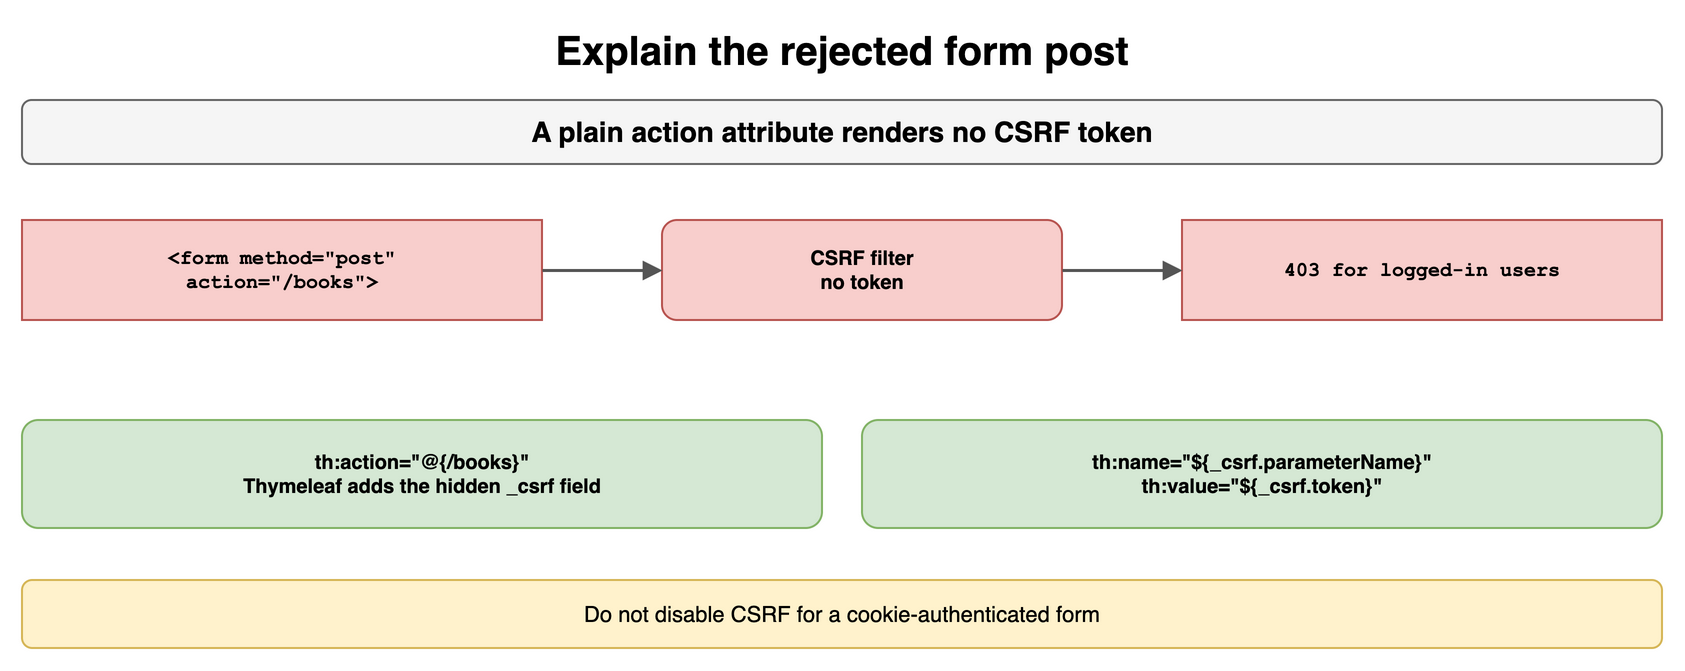 Explain the rejected form post
A plain action attribute renders no CSRF token
<form method="post"
action="/books">
CSRF filter
no token
403 for logged-in users
th:action="@{/books}"
Thymeleaf adds the hidden _csrf field
th:name="${_csrf.parameterName}"
th:value="${_csrf.token}"
Do not disable CSRF for a cookie-authenticated form